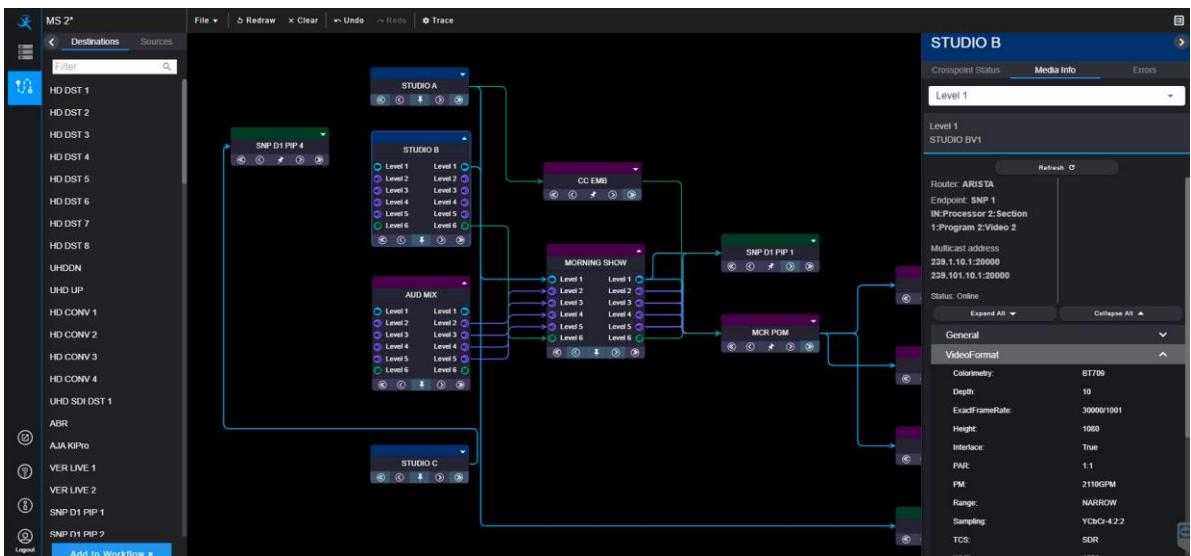 MS 2*
File
Redraw
Clear
Undo
Redo
Trace
Destinations Sources
Filter
HD DST 1
HD DST 2
HD DST 3
HD DST 4
HD DST 5
HD DST 6
HD DST 7
HD DST 8
UHDDN
UHD UP
HD CONV 1
HD CONV 2
HD CONV 3
HD CONV 4
UHD SDI DST 1
ABR
AJA KiPro
VER LIVE 1
VER LIVE 2
SNP D1 PIP 1
SNP D1 PIP 2
Add to Workflow »
Logout
SNP D1 PIP 4
STUDIO A
STUDIO B
Level 1 Level 1
Level 2 Level 2
Level 3 Level 3
Level 4 Level 4
Level 5 Level 5
Level 6 Level 6
AUD MIX
Level 1 Level 1
Level 2 Level 2
Level 3 Level 3
Level 4 Level 4
Level 5 Level 5
Level 6 Level 6
STUDIO C
CC EMB
MORNING SHOW
Level 1 Level 1
Level 2 Level 2
Level 3 Level 3
Level 4 Level 4
Level 5 Level 5
Level 6 Level 6
SNP D1 PIP 1
MCR PGM
STUDIO B
Crosspoint Status Media Info Errors
Level 1
Level 1
STUDIO BV1
Refresh
Router: ARISTA
Endpoint: SNP 1
IN:Processor 2:Section
1:Program 2:Video 2
Multicast address
239.1.10.1:20000
239.101.10.1:20000
Status: Online
Expand All Collapse All
General
VideoFormat
Colorimetry: BT709
Depth: 10
ExactFrameRate: 30000/1001
Height: 1080
Interlace: True
PAR: 1:1
PM: 2110GPM
Range: NARROW
Sampling: YCbCr-4:2:2
TCS: SDR